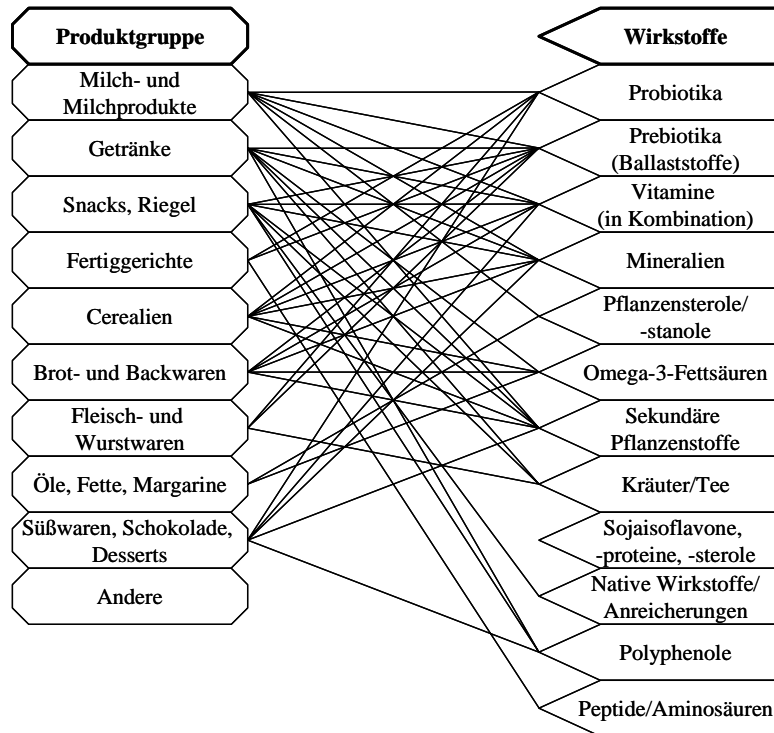 Produktgruppe
Milch- und
Milchprodukte
Getränke
Snacks, Riegel
Fertiggerichte
Cerealien
Brot- und Backwaren
Fleisch- und
Wurstwaren
Öle, Fette, Margarine
Süßwaren, Schokolade,
Desserts
Andere
Wirkstoffe
Probiotika
Prebiotika
(Ballaststoffe)
Vitamine
(in Kombination)
Mineralien
Pflanzensterole/
-stanole
Omega-3-Fettsäuren
Sekundäre
Pflanzenstoffe
Kräuter/Tee
Sojaisoflavone,
-proteine, -sterole
Native Wirkstoffe/
Anreicherungen
Polyphenole
Peptide/Aminosäuren